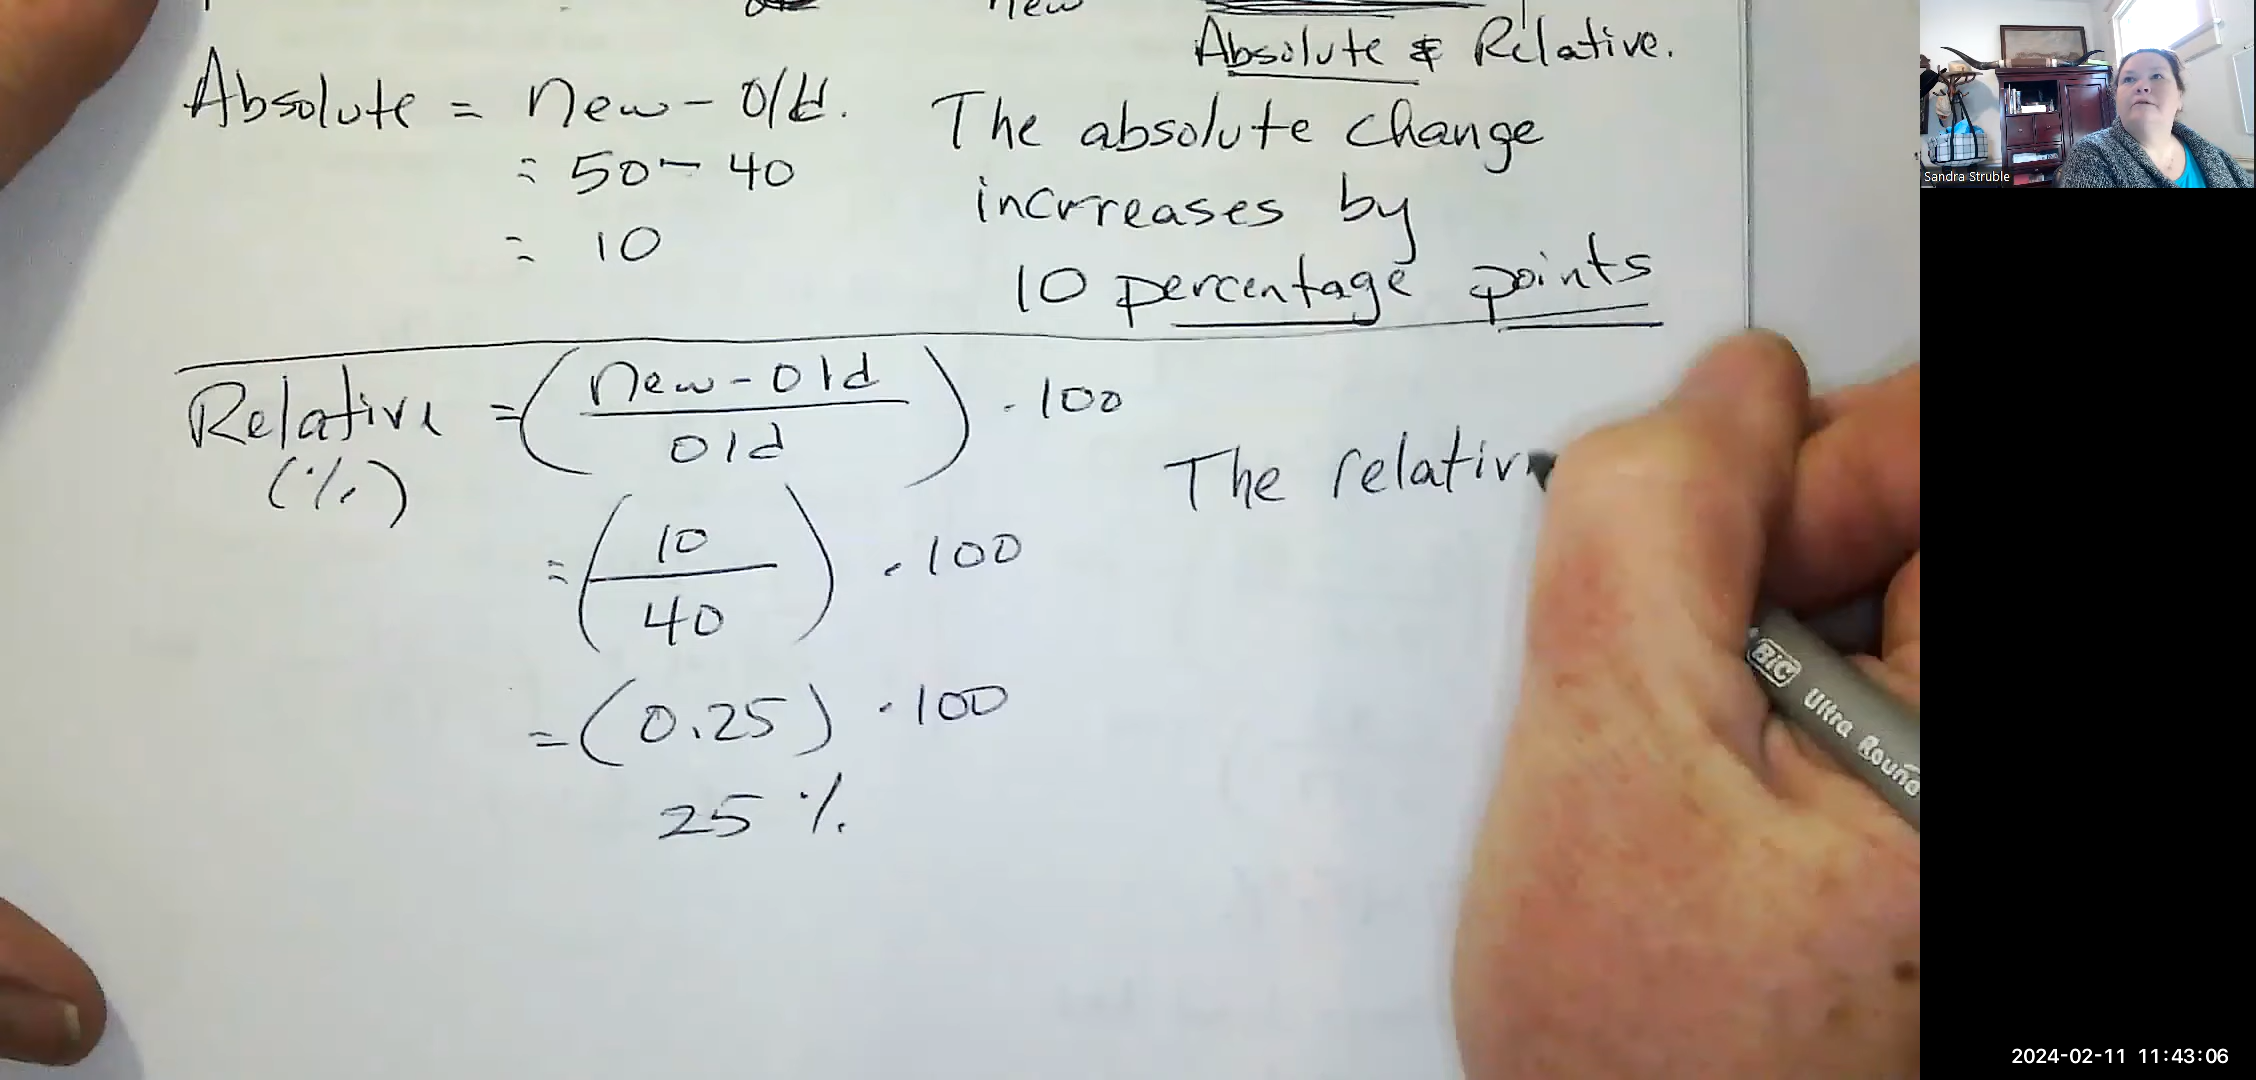 new
Absolute & Relative.
Absolute = new - old.
= 50 - 40
= 10
The absolute change
incrreases by
10 percentage points
Relative = (new - old / old) · 100
(%)
= (10 / 40) · 100
= (0.25) · 100
25 %
The relativ
BIC Ultra Round
Sandra Struble
2024-02-11 11:43:06